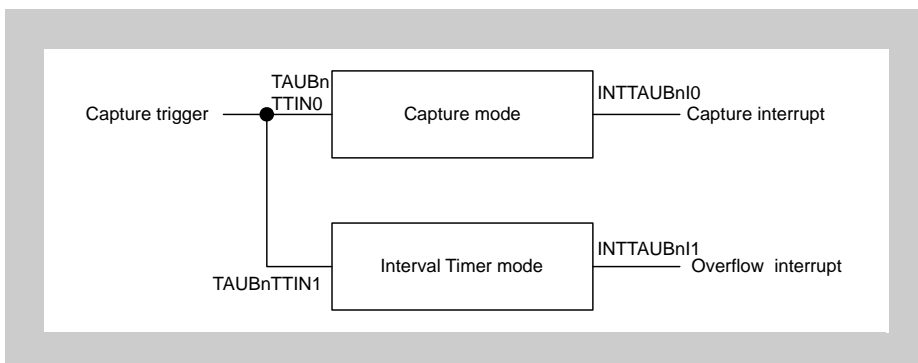 TAUBn
TTIN0
INTTAUBnI0
Capture trigger
Capture mode
Capture interrupt
INTTAUBnI1
Interval Timer mode
Overflow interrupt
TAUBnTTIN1